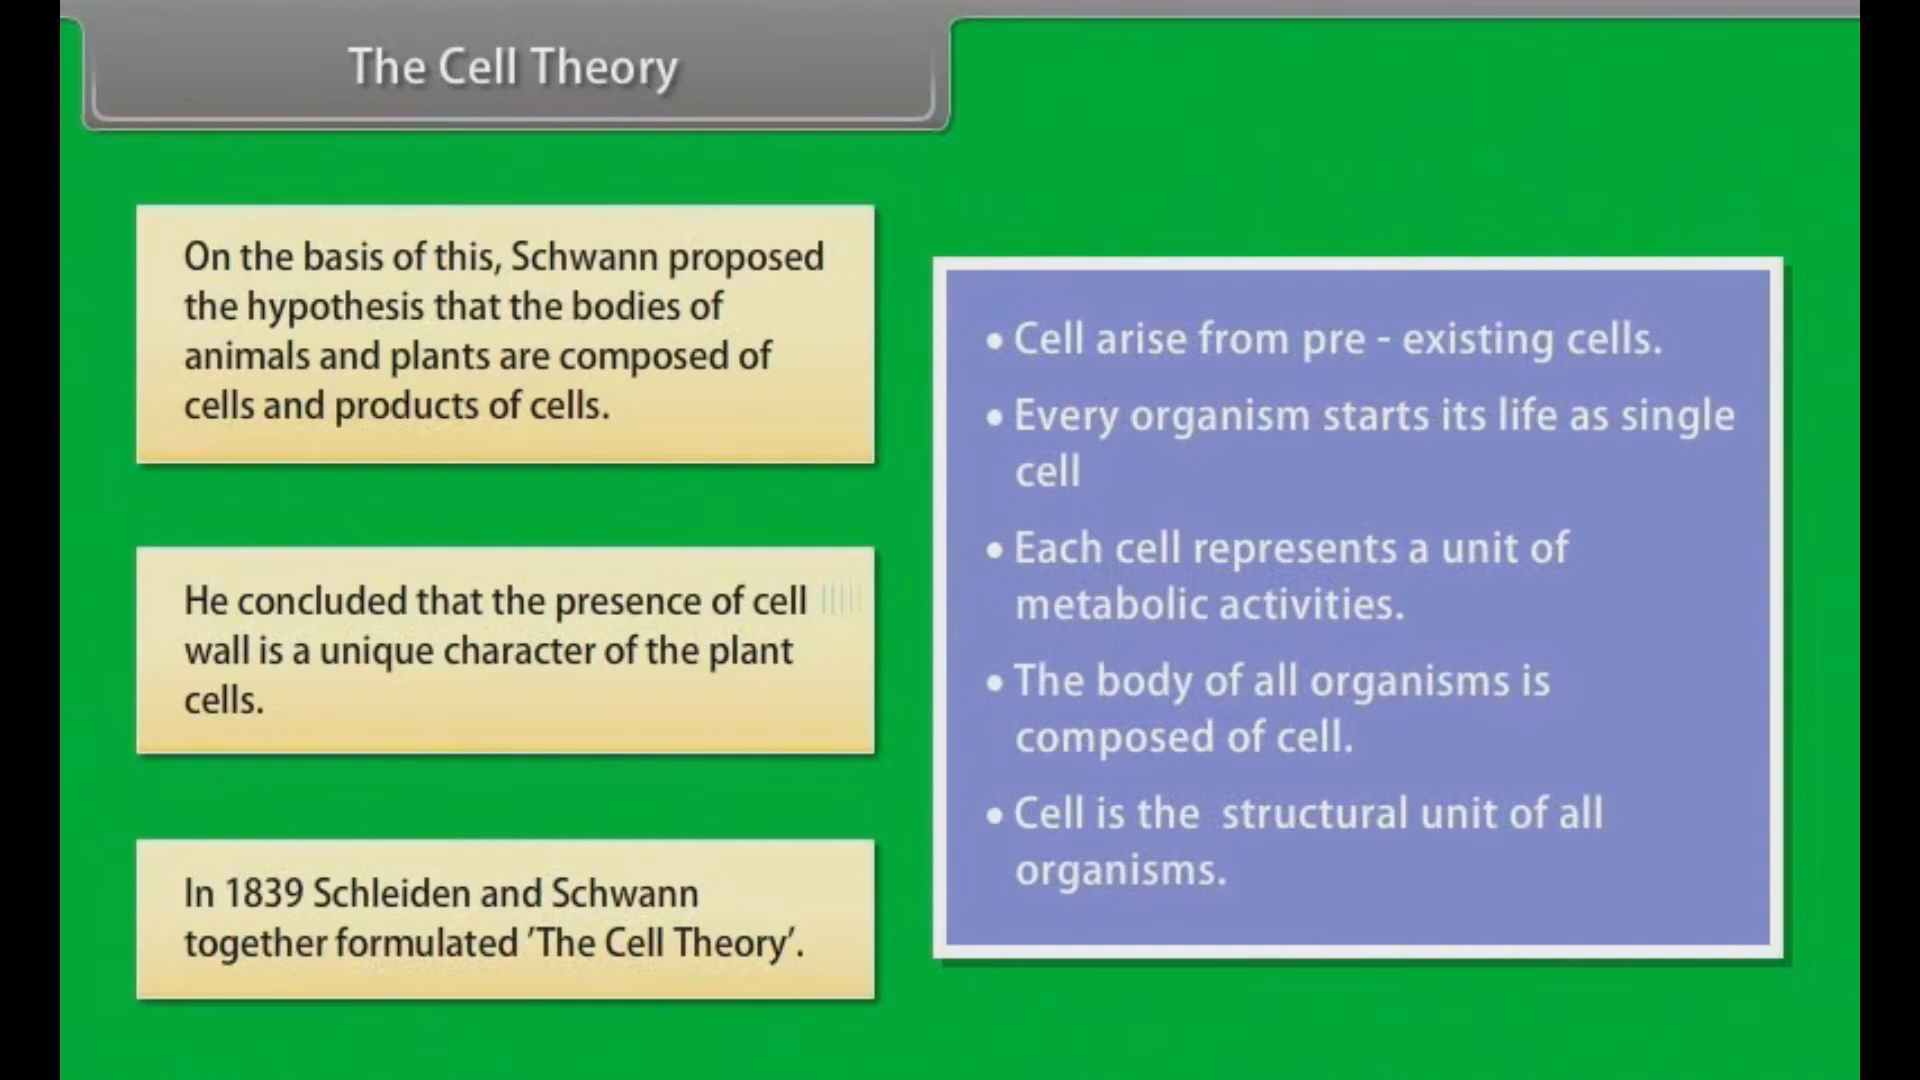 The Cell Theory
On the basis of this, Schwann proposed
the hypothesis that the bodies of
animals and plants are composed of
cells and products of cells.
He concluded that the presence of cell
wall is a unique character of the plant
cells.
In 1839 Schleiden and Schwann
together formulated ‘The Cell Theory’.
• Cell arise from pre - existing cells.
• Every organism starts its life as single
cell
• Each cell represents a unit of
metabolic activities.
• The body of all organisms is
composed of cell.
• Cell is the structural unit of all
organisms.